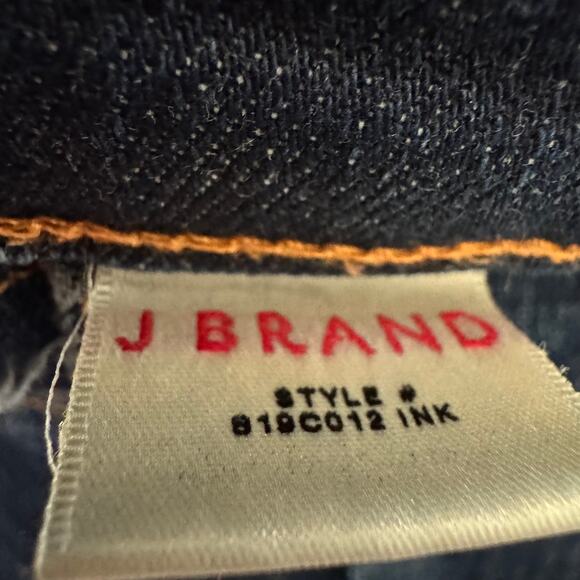 J BRAND
STYLE #
819C012 INK